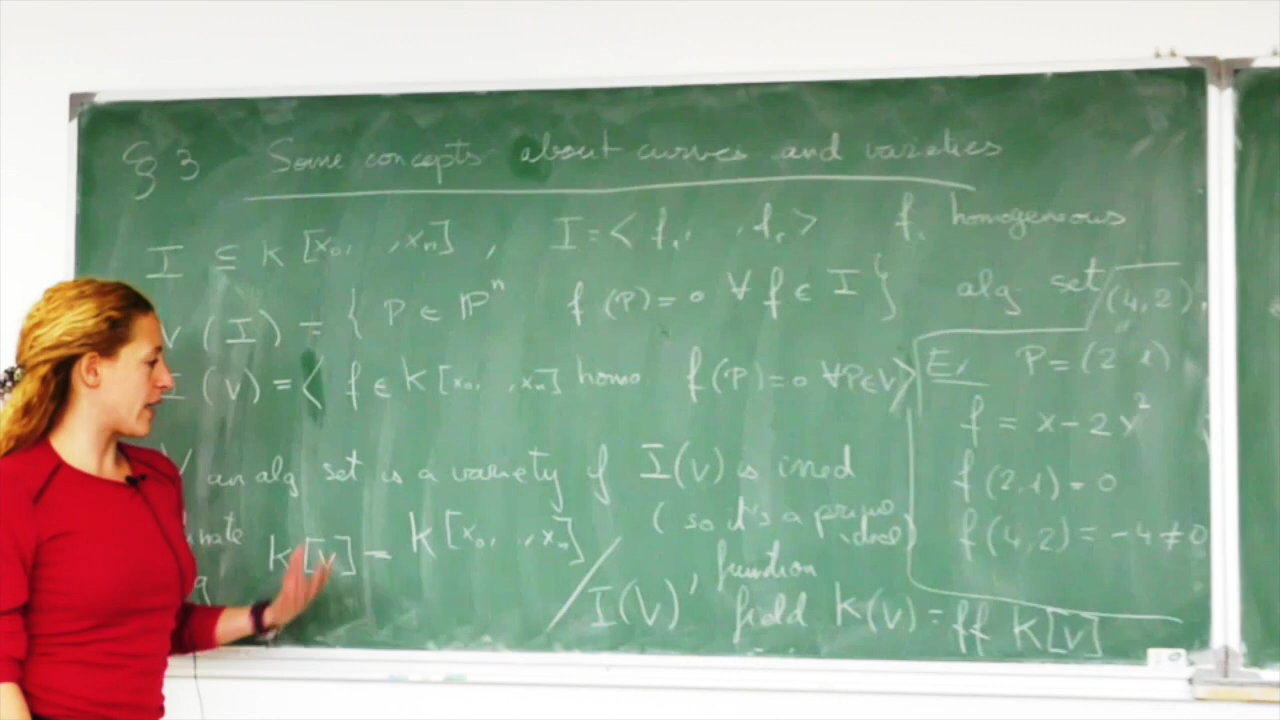 § 3 Some concepts about curves and varieties
I ⊆ K [x₀, , xₙ] , I = < f₁, , fᵣ > fᵢ homogeneous
V (I) = { P ∈ ℙⁿ f (P) = 0 ∀ f ∈ I } alg set
I (V) = < f ∈ K [x₀, , xₙ] homo f (P) = 0 ∀P∈V >
V an alg set is a variety if I(V) is irred
(so it's a prime ideal)
K[V] = K [x₀, , xₙ] / I(V) , function field K(V) = ff K[V]
(4,2)
Ex P = (2 1)
f = x - 2y²
f (2,1) = 0
f (4,2) = -4 ≠ 0